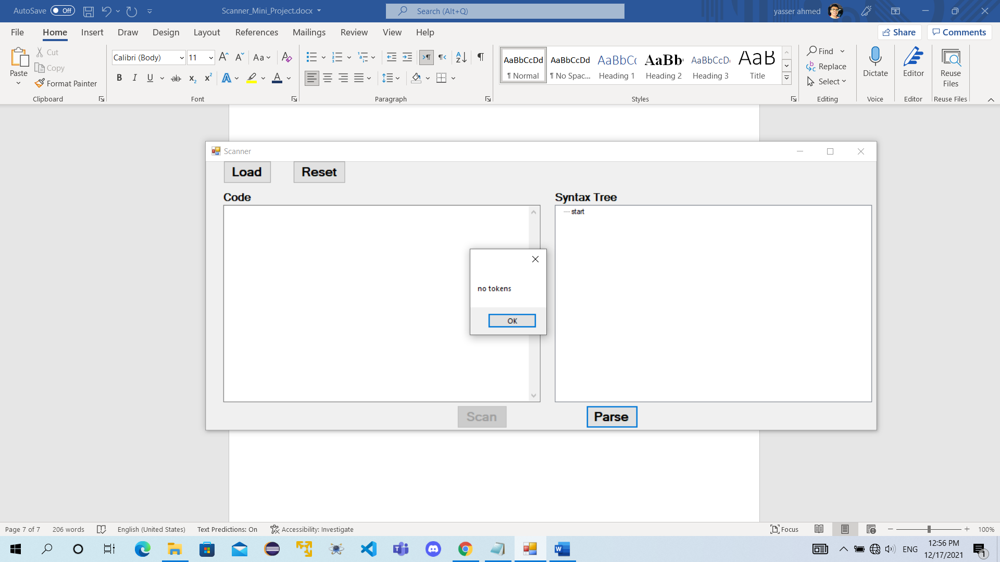 AutoSave Off
Scanner_Mini_Project.docx
Search (Alt+Q)
yasser ahmed
File Home Insert Draw Design Layout References Mailings Review View Help
Share Comments
Paste
Cut
Copy
Format Painter
Clipboard
Calibri (Body) 11
Font
Paragraph
AaBbCcDd
¶ Normal
AaBbCcDd
¶ No Spac...
AaBbCc
Heading 1
AaBb
Heading 2
AaBbCcD
Heading 3
AaB
Title
Styles
Find
Replace
Select
Editing
Dictate
Voice
Editor
Editor
Reuse
Files
Reuse Files
Scanner
Load Reset
Code
Syntax Tree
start
no tokens
OK
Scan Parse
Page 7 of 7 206 words English (United States) Text Predictions: On Accessibility: Investigate Focus 100%
ENG
12:56 PM
12/17/2021
1